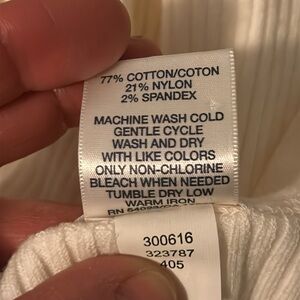 77% COTTON/COTON
21% NYLON
2% SPANDEX
MACHINE WASH COLD
GENTLE CYCLE
WASH AND DRY
WITH LIKE COLORS
ONLY NON-CHLORINE
BLEACH WHEN NEEDED
TUMBLE DRY LOW
WARM IRON
RN
300616
323787
405